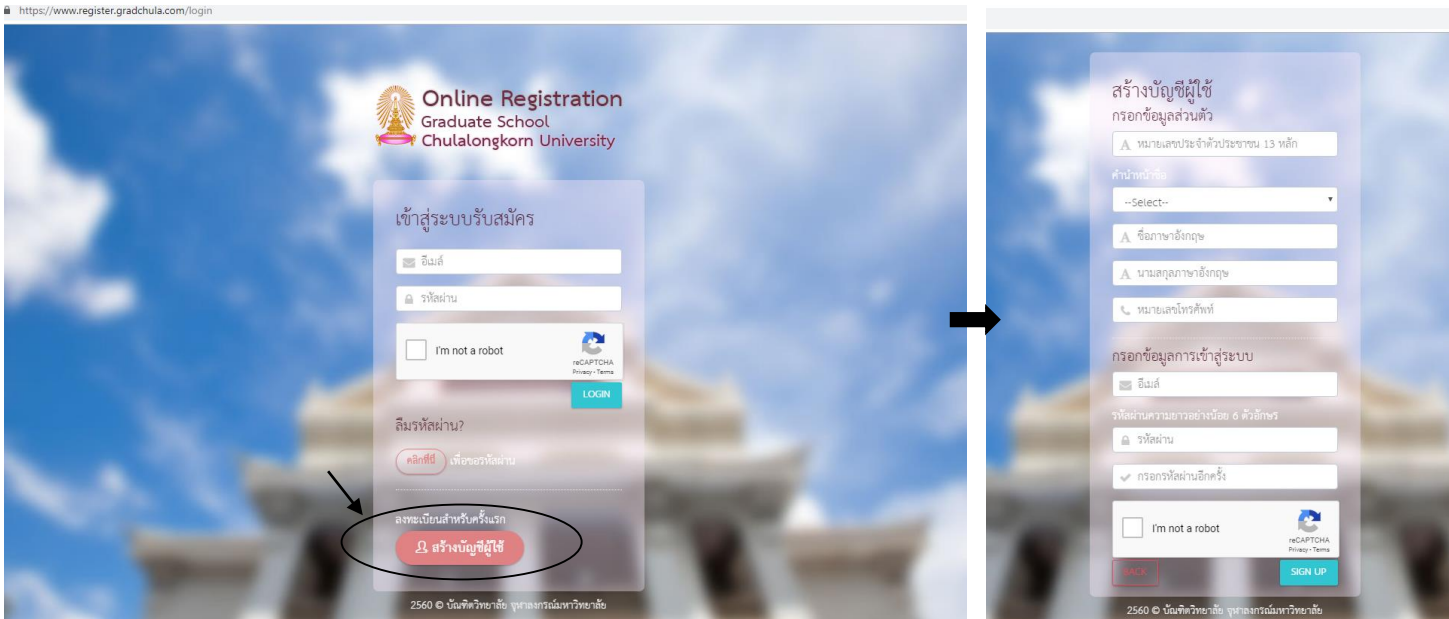 https://www.register.gradchula.com/login
Online Registration
Graduate School
Chulalongkorn University
เข้าสู่ระบบรับสมัคร
อีเมล์
รหัสผ่าน
I'm not a robot
reCAPTCHA
Privacy - Terms
LOGIN
ลืมรหัสผ่าน?
คลิกที่นี่ เพื่อขอรหัสผ่าน
ลงทะเบียนสำหรับครั้งแรก
สร้างบัญชีผู้ใช้
2560 © บัณฑิตวิทยาลัย จุฬาลงกรณ์มหาวิทยาลัย
สร้างบัญชีผู้ใช้
กรอกข้อมูลส่วนตัว
หมายเลขประจำตัวประชาชน 13 หลัก
คำนำหน้าชื่อ
--Select--
ชื่อภาษาอังกฤษ
นามสกุลภาษาอังกฤษ
หมายเลขโทรศัพท์
กรอกข้อมูลการเข้าสู่ระบบ
อีเมล์
รหัสผ่านความยาวอย่างน้อย 6 ตัวอักษร
รหัสผ่าน
กรอกรหัสผ่านอีกครั้ง
I'm not a robot
reCAPTCHA
Privacy - Terms
BACK
SIGN UP
2560 © บัณฑิตวิทยาลัย จุฬาลงกรณ์มหาวิทยาลัย